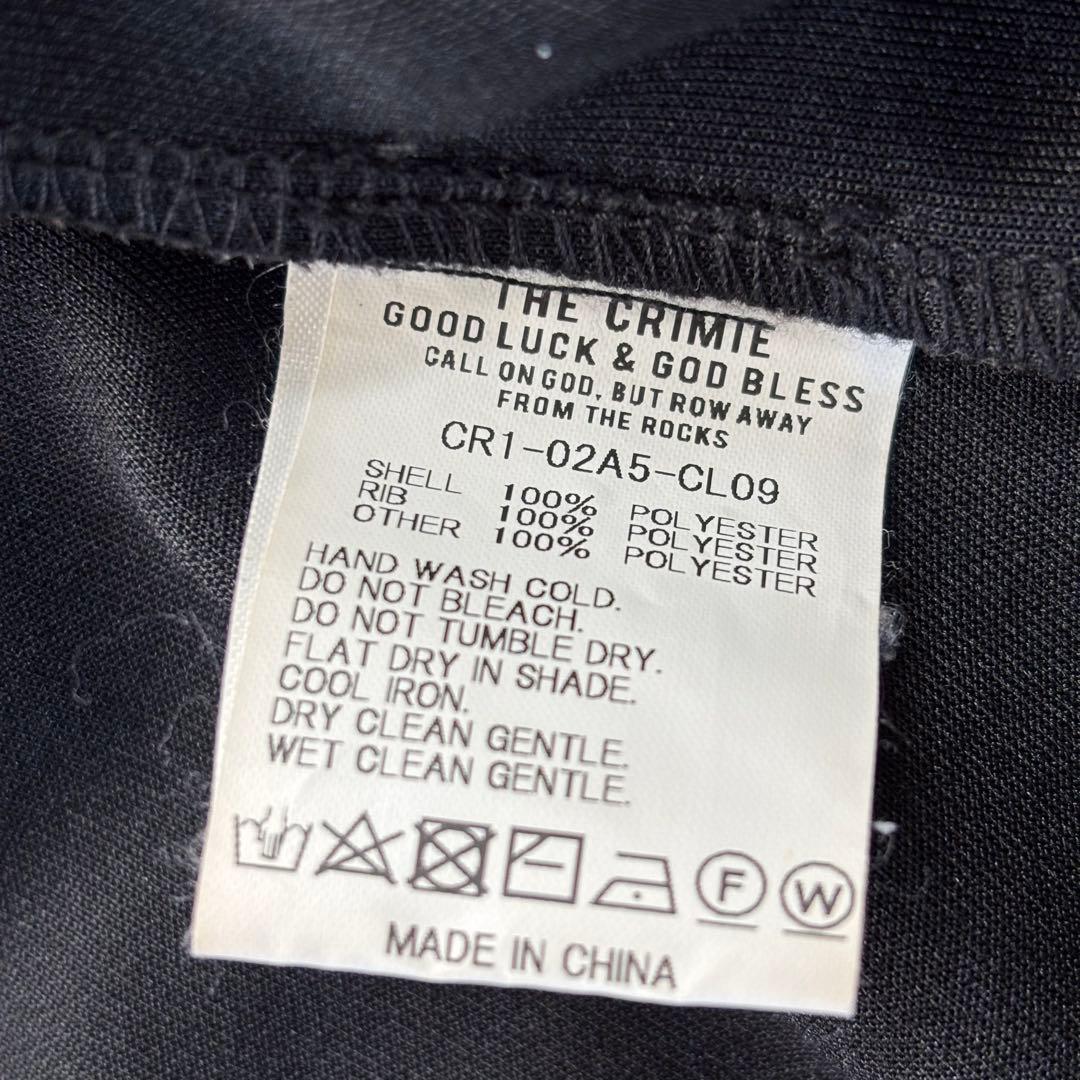 THE CRIMIE
GOOD LUCK & GOD BLESS
CALL ON GOD, BUT ROW AWAY
FROM THE ROCKS
CR1-02A5-CL09
SHELL 100% POLYESTER
RIB 100% POLYESTER
OTHER 100% POLYESTER
HAND WASH COLD.
DO NOT BLEACH.
DO NOT TUMBLE DRY.
FLAT DRY IN SHADE.
COOL IRON.
DRY CLEAN GENTLE.
WET CLEAN GENTLE.
F W
MADE IN CHINA